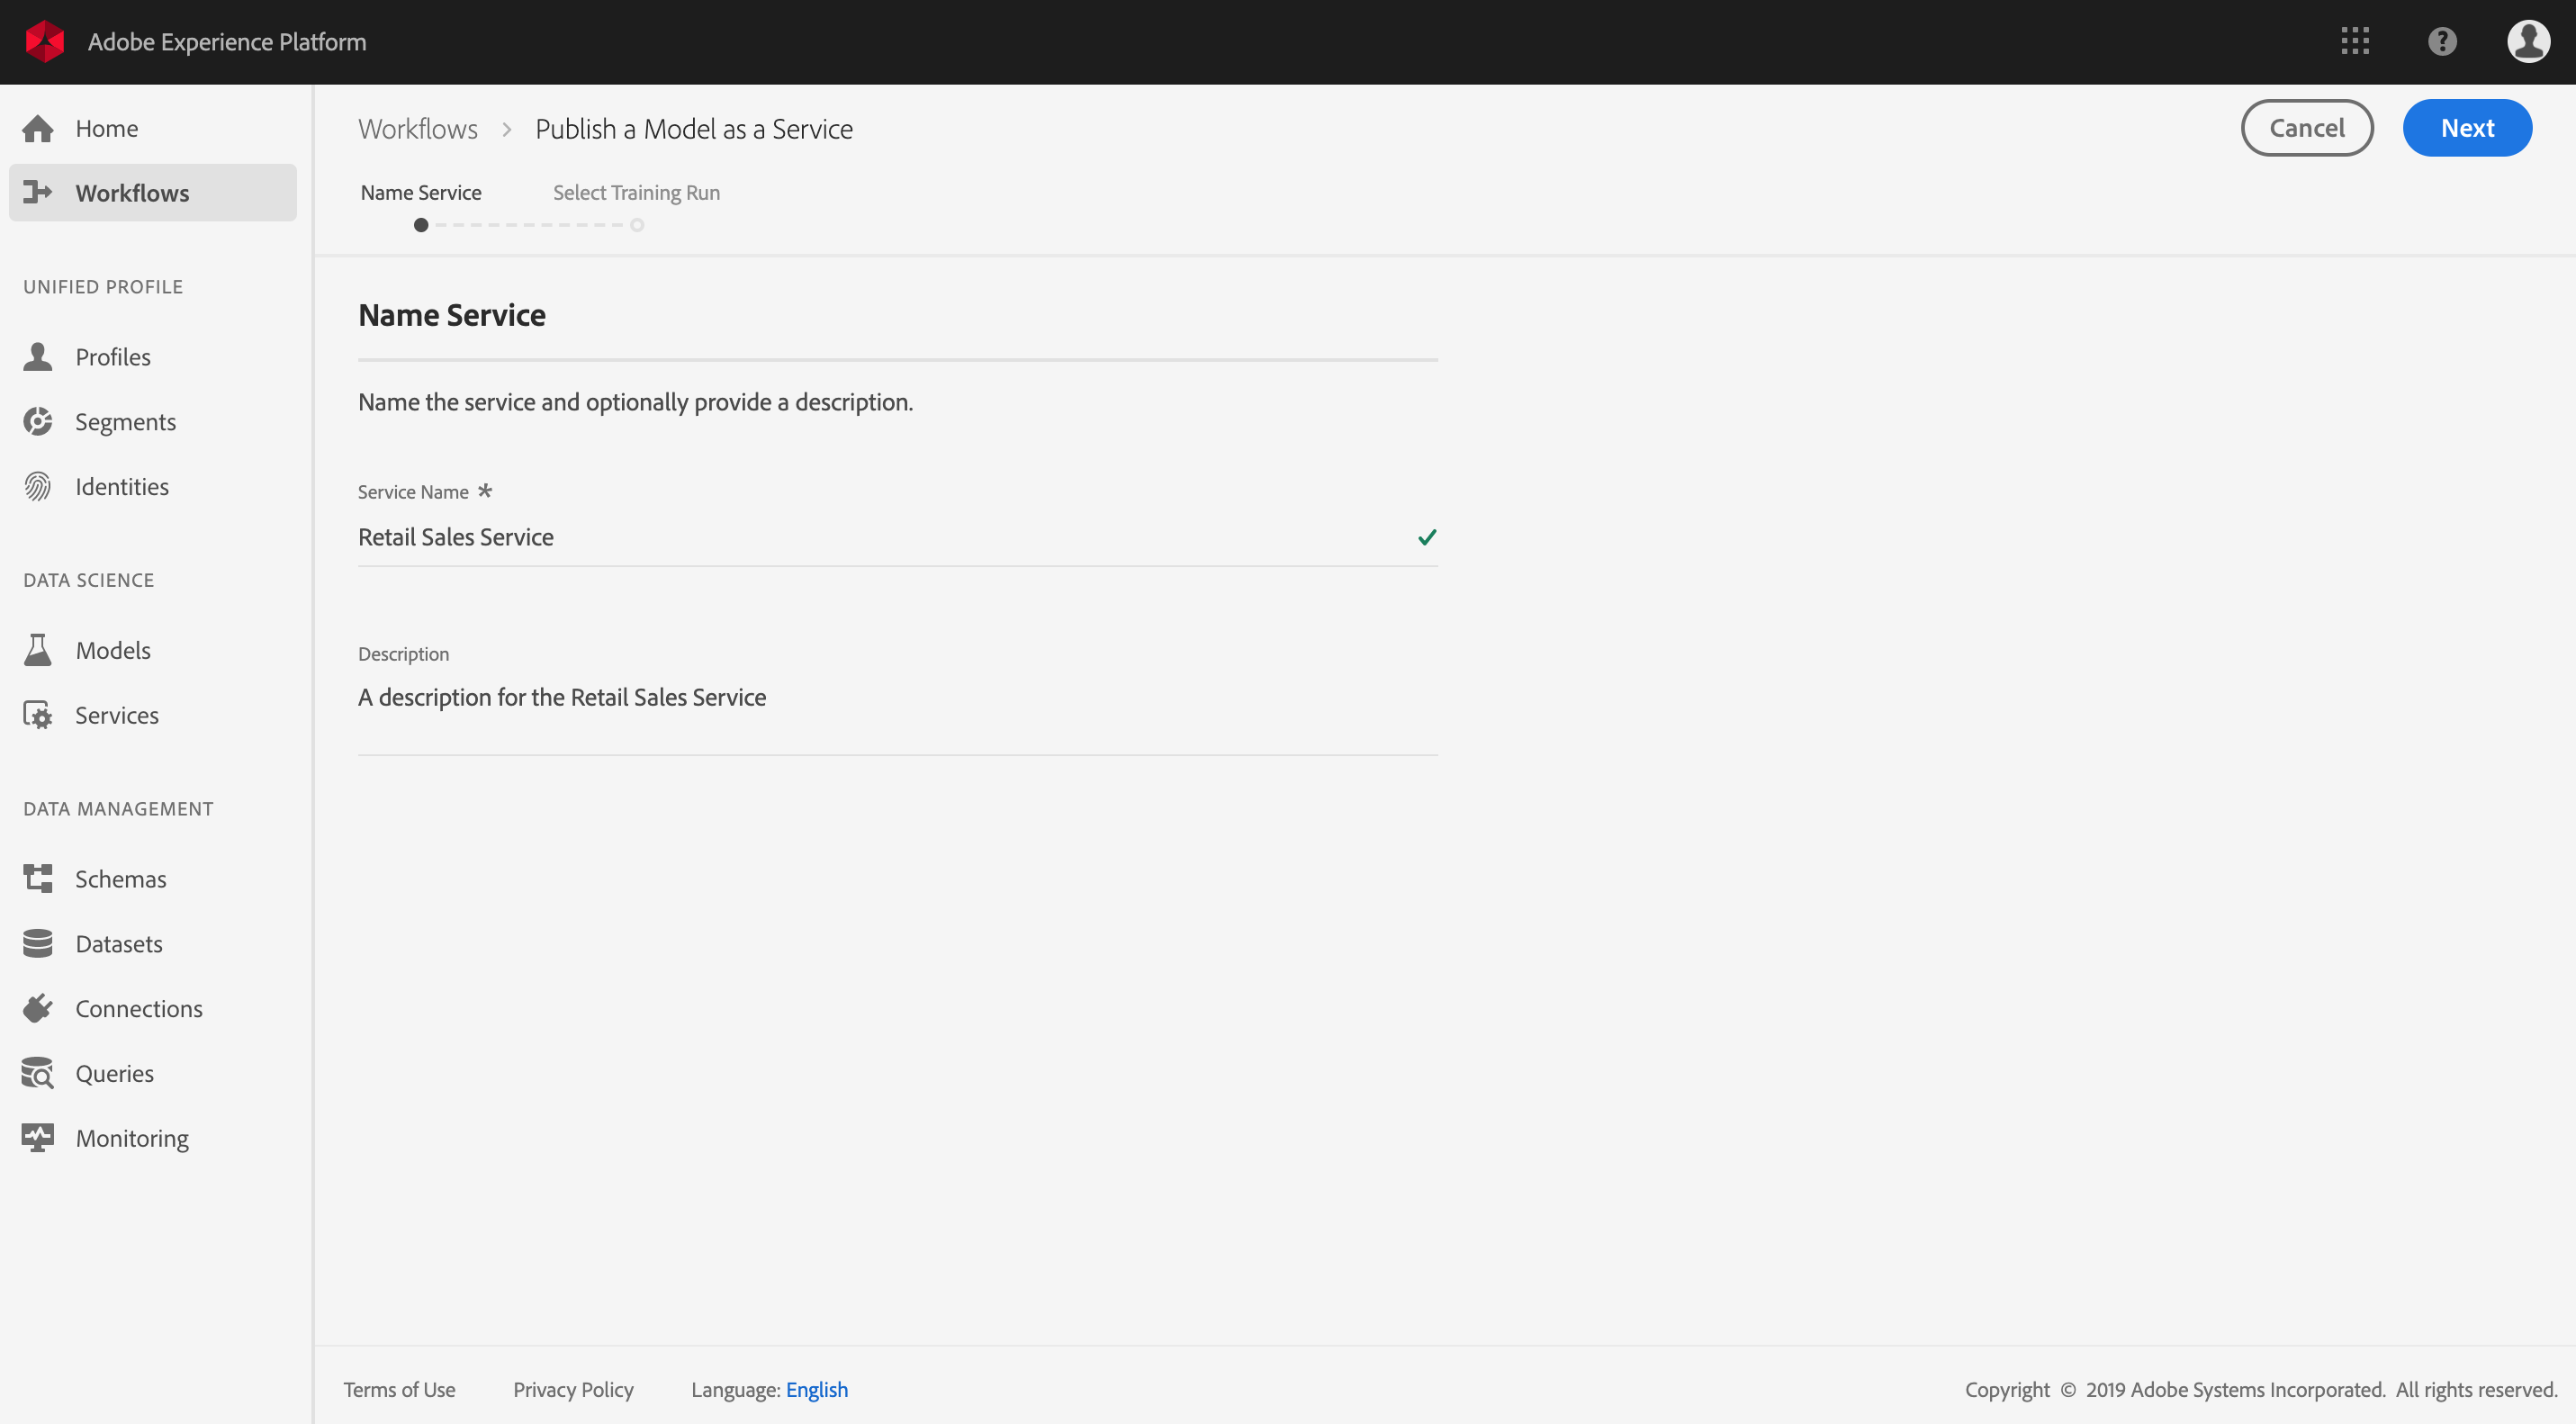 Adobe Experience Platform
Home
Workflows
UNIFIED PROFILE
Profiles
Segments
Identities
DATA SCIENCE
Models
Services
DATA MANAGEMENT
Schemas
Datasets
Connections
Queries
Monitoring
Workflows > Publish a Model as a Service
Cancel
Next
Name Service
Select Training Run
Name Service
Name the service and optionally provide a description.
Service Name *
Retail Sales Service
Description
A description for the Retail Sales Service
Terms of Use
Privacy Policy
Language: English
Copyright © 2019 Adobe Systems Incorporated. All rights reserved.